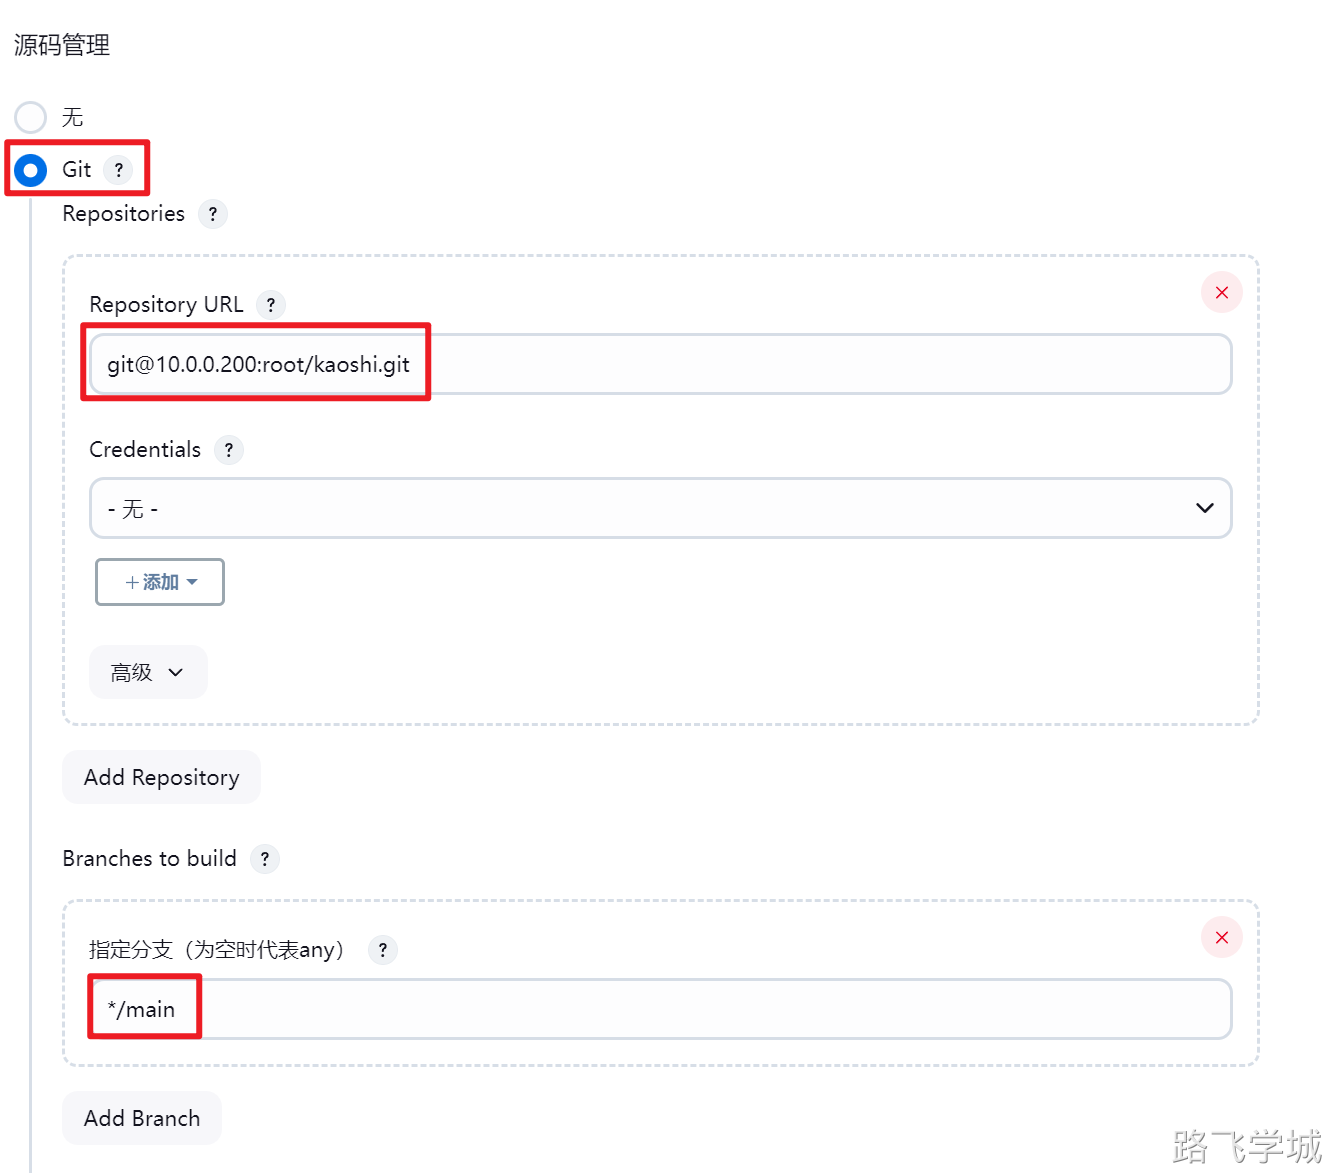 源码管理
无
Git ?
Repositories ?
Repository URL ?
git@10.0.0.200:root/kaoshi.git
Credentials ?
- 无 -
+添加
高级
Add Repository
Branches to build ?
指定分支（为空时代表any） ?
*/main
Add Branch
路飞学城